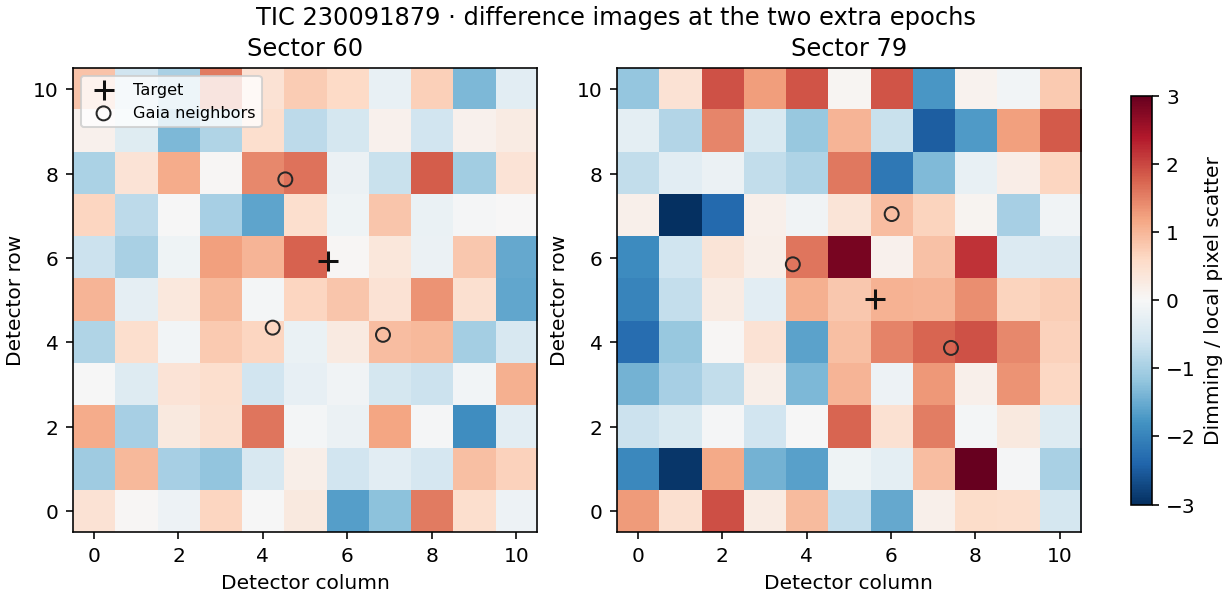 TIC 230091879 · difference images at the two extra epochs
Sector 60
Sector 79
Target
Gaia neighbors
10
8
6
4
2
0
Detector row
0 2 4 6 8 10
Detector column
10
8
6
4
2
0
Detector row
0 2 4 6 8 10
Detector column
3
2
1
0
−1
−2
−3
Dimming / local pixel scatter